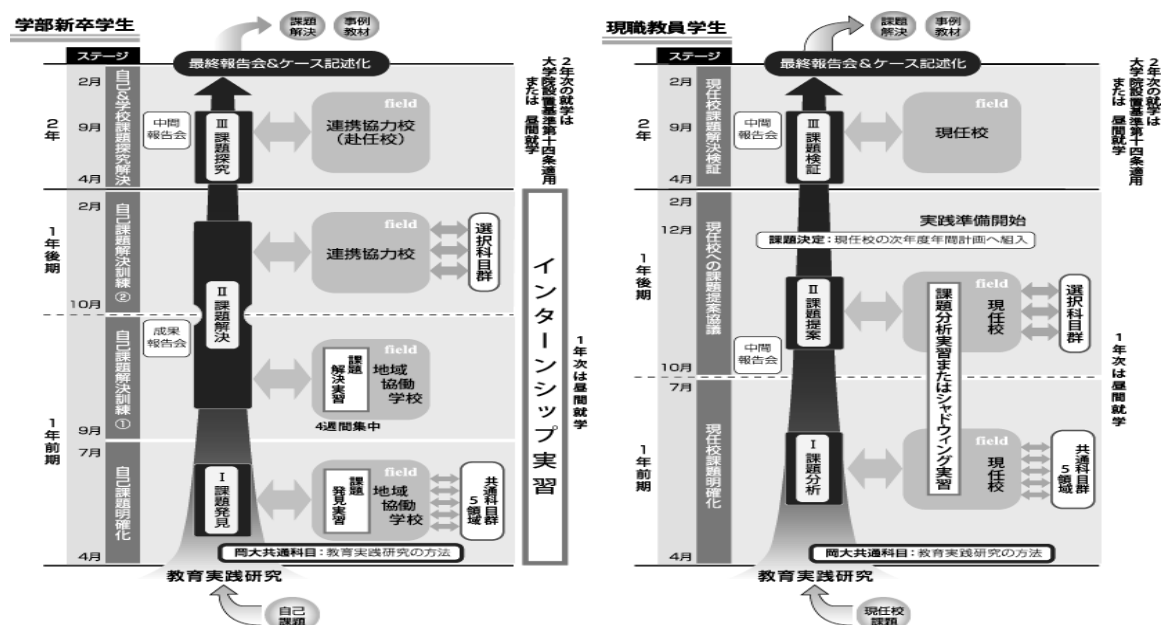 学部新卒学生
課題
解決
事例
教材
ステージ
最終報告会&ケース記述化
2年
2月
9月
4月
自己&学校課題探究解決
中間
報告会
Ⅲ課題探究
field
連携協力校
(赴任校)
2年次の就学は
大学院設置基準第十四条適用
または 昼間就学
1年後期
2月
10月
自己課題解決訓練②
Ⅱ課題解決
field
連携協力校
選択科目群
インターンシップ実習
1年次は昼間就学
成果
報告会
自己課題解決訓練①
課題
解決実習
field
地域
協働
学校
4週間集中
1年前期
9月
7月
4月
自己課題明確化
Ⅰ課題発見
課題
発見実習
field
地域
協働
学校
共通科目群
5領域
岡大共通科目:教育実践研究の方法
教育実践研究
自己
課題
現職教員学生
課題
解決
事例
教材
ステージ
最終報告会&ケース記述化
2年
2月
9月
4月
現任校課題解決検証
中間
報告会
Ⅲ課題検証
field
現任校
2年次の就学は
大学院設置基準第十四条適用
または 昼間就学
1年後期
2月
12月
10月
現任校への課題提案協議
実践準備開始
課題決定:現任校の次年度年間計画へ組入
Ⅱ課題提案
中間
報告会
field
現任校
選択科目群
課題分析実習またはシャドウィング実習
1年次は昼間就学
1年前期
7月
4月
現任校課題明確化
Ⅰ課題分析
field
現任校
共通科目群
5領域
岡大共通科目:教育実践研究の方法
教育実践研究
現任校
課題